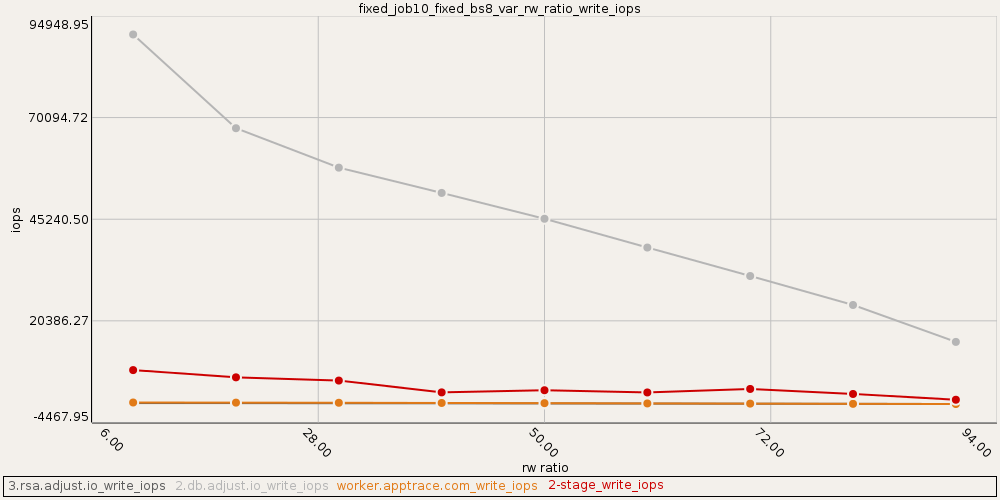 fixed_job10_fixed_bs8_var_rw_ratio_write_iops
94948.95
70094.72
45240.50
20386.27
-4467.95
iops
6.00
28.00
50.00
72.00
94.00
rw ratio
3.rsa.adjust.io_write_iops 2.db.adjust.io_write_iops worker.apptrace.com_write_iops 2-stage_write_iops